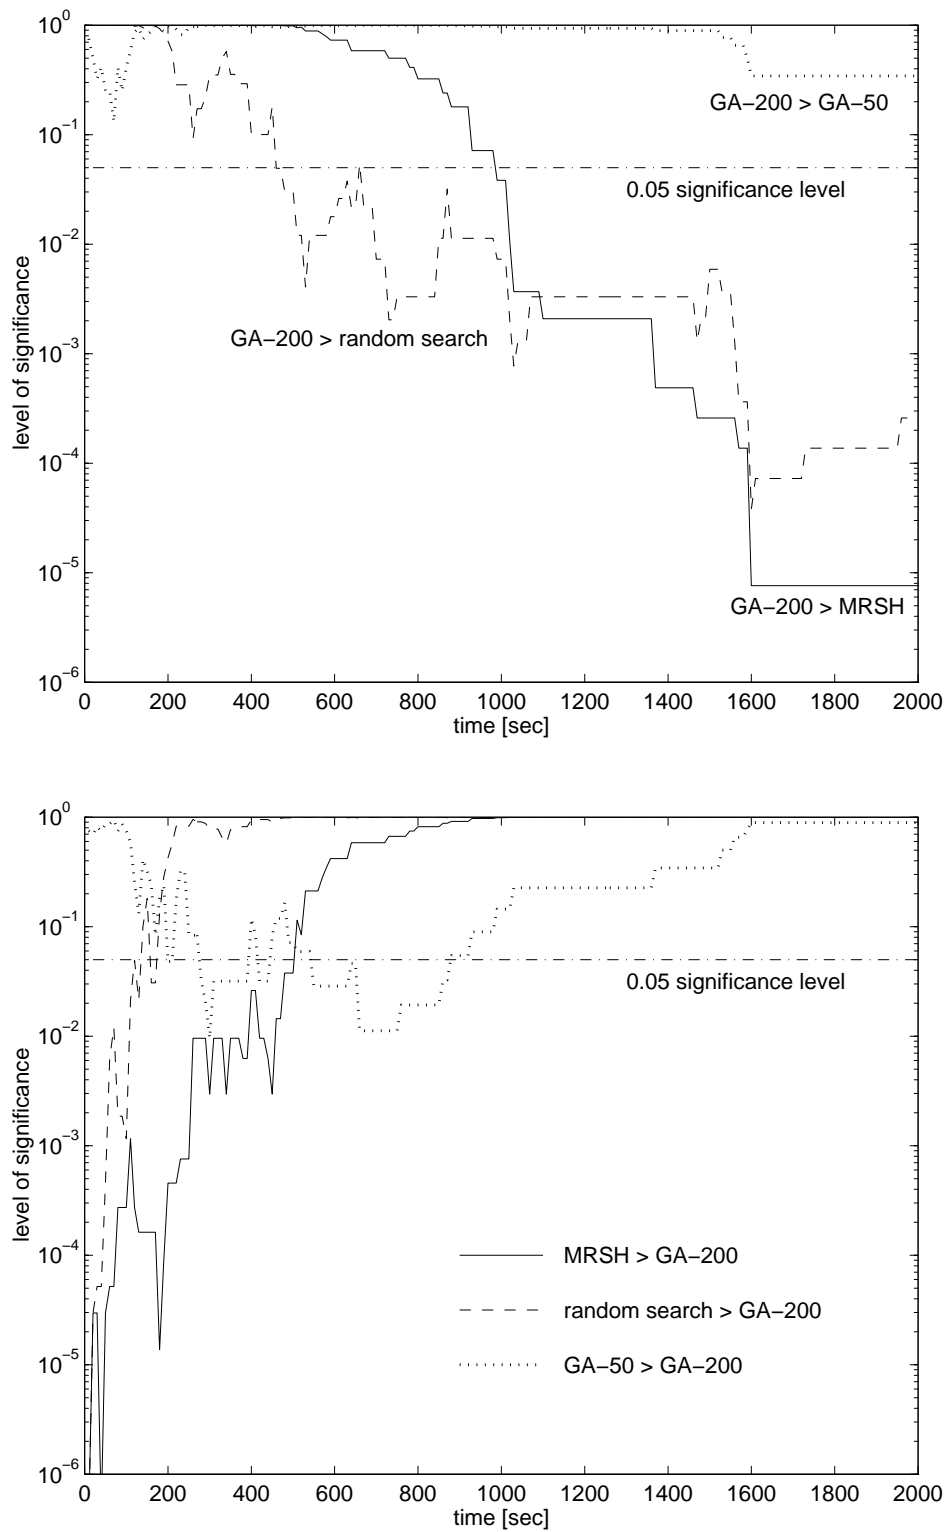 10^0
10^−1
10^−2
10^−3
10^−4
10^−5
10^−6
level of significance
GA−200 > GA−50
0.05 significance level
GA−200 > random search
GA−200 > MRSH
0 200 400 600 800 1000 1200 1400 1600 1800 2000
time [sec]
10^0
10^−1
10^−2
10^−3
10^−4
10^−5
10^−6
level of significance
0.05 significance level
MRSH > GA−200
random search > GA−200
GA−50 > GA−200
0 200 400 600 800 1000 1200 1400 1600 1800 2000
time [sec]